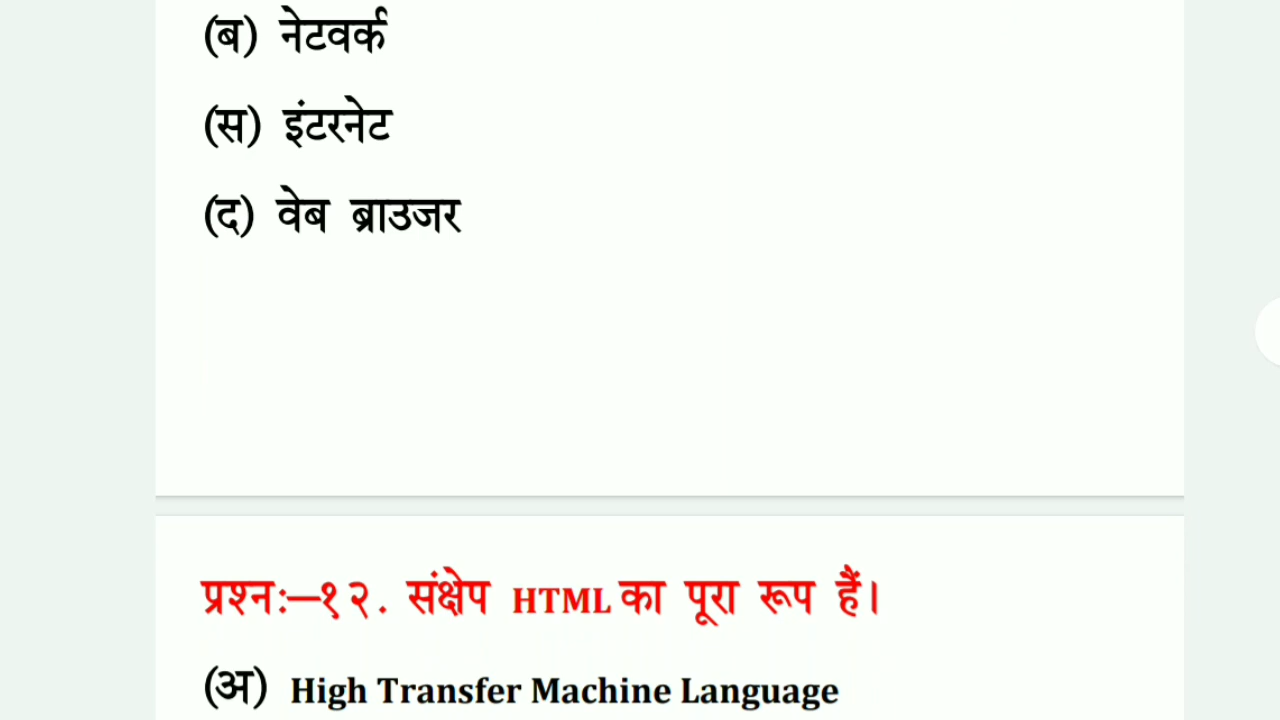 (ब) नेटवर्क
(स) इंटरनेट
(द) वेब ब्राउजर
प्रश्नः—१२. संक्षेप HTML का पूरा रूप हैं।
(अ) High Transfer Machine Language